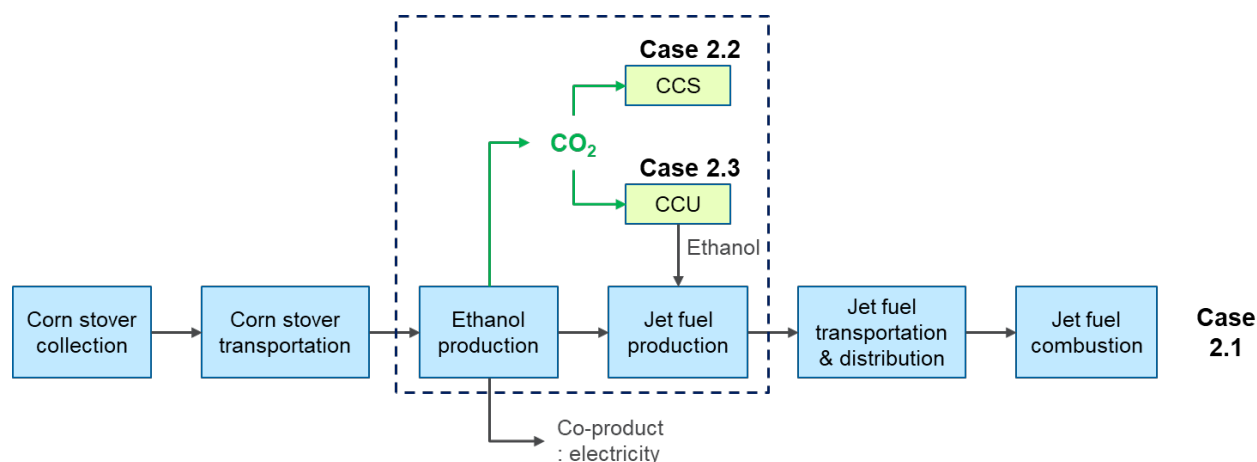 Case 2.2
CCS
CO₂
Case 2.3
CCU
Ethanol
Corn stover
collection
Corn stover
transportation
Ethanol
production
Jet fuel
production
Jet fuel
transportation
& distribution
Jet fuel
combustion
Case
2.1
Co-product
: electricity